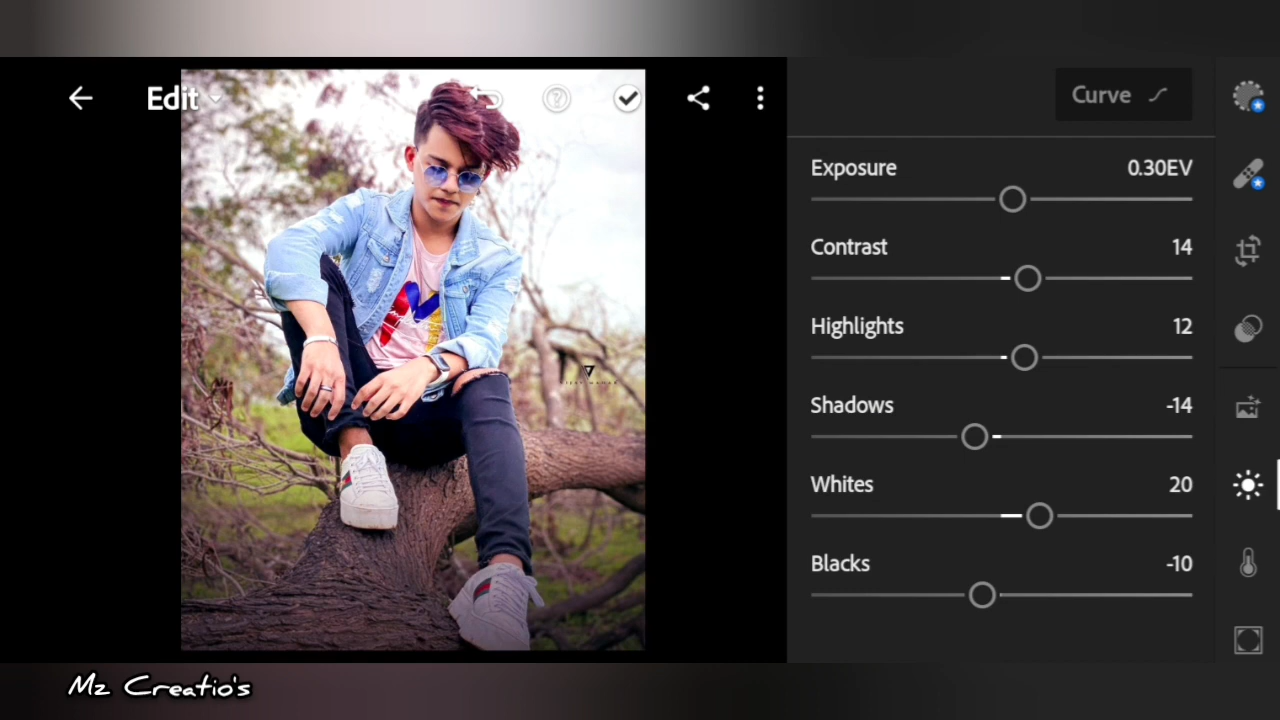 Edit
Curve
Exposure 0.30EV
Contrast 14
Highlights 12
Shadows -14
Whites 20
Blacks -10
Mz Creatio's